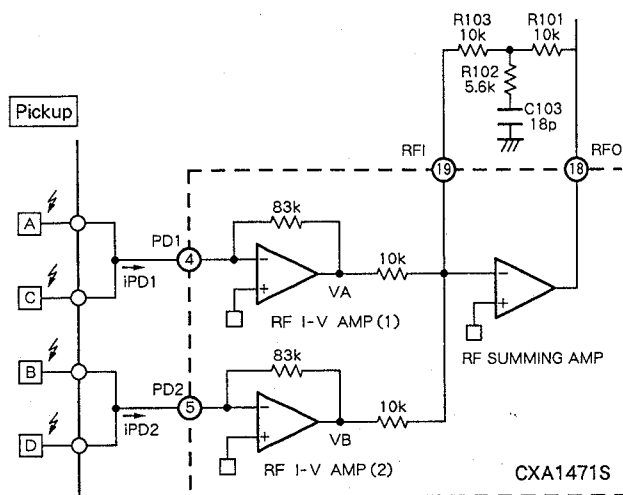 R103
10k
R101
10k
R102
5.6k
C103
18p
Pickup
RFI
19
RFO
18
A
C
B
D
iPD1
PD1
4
83k
VA
10k
RF I-V AMP (1)
RF SUMMING AMP
iPD2
PD2
5
83k
VB
10k
RF I-V AMP (2)
CXA1471S